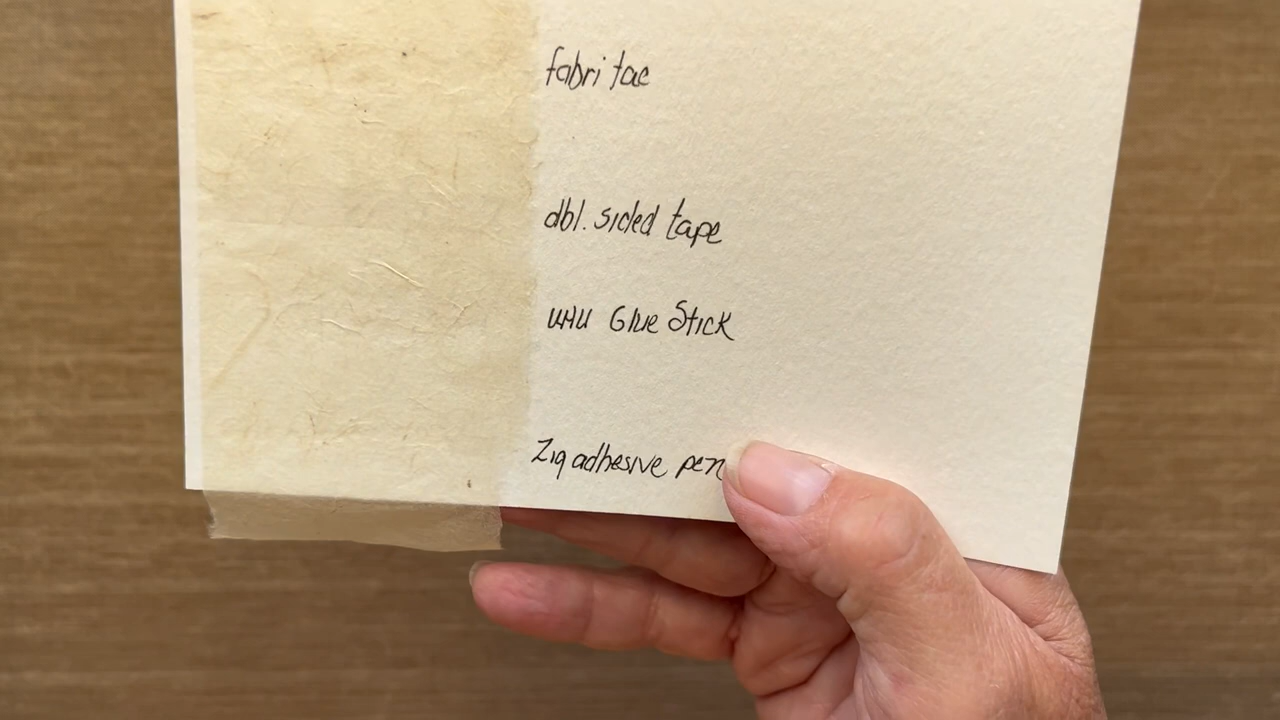 fabri tac
dbl. sided tape
UHU Glue Stick
Zig adhesive pen